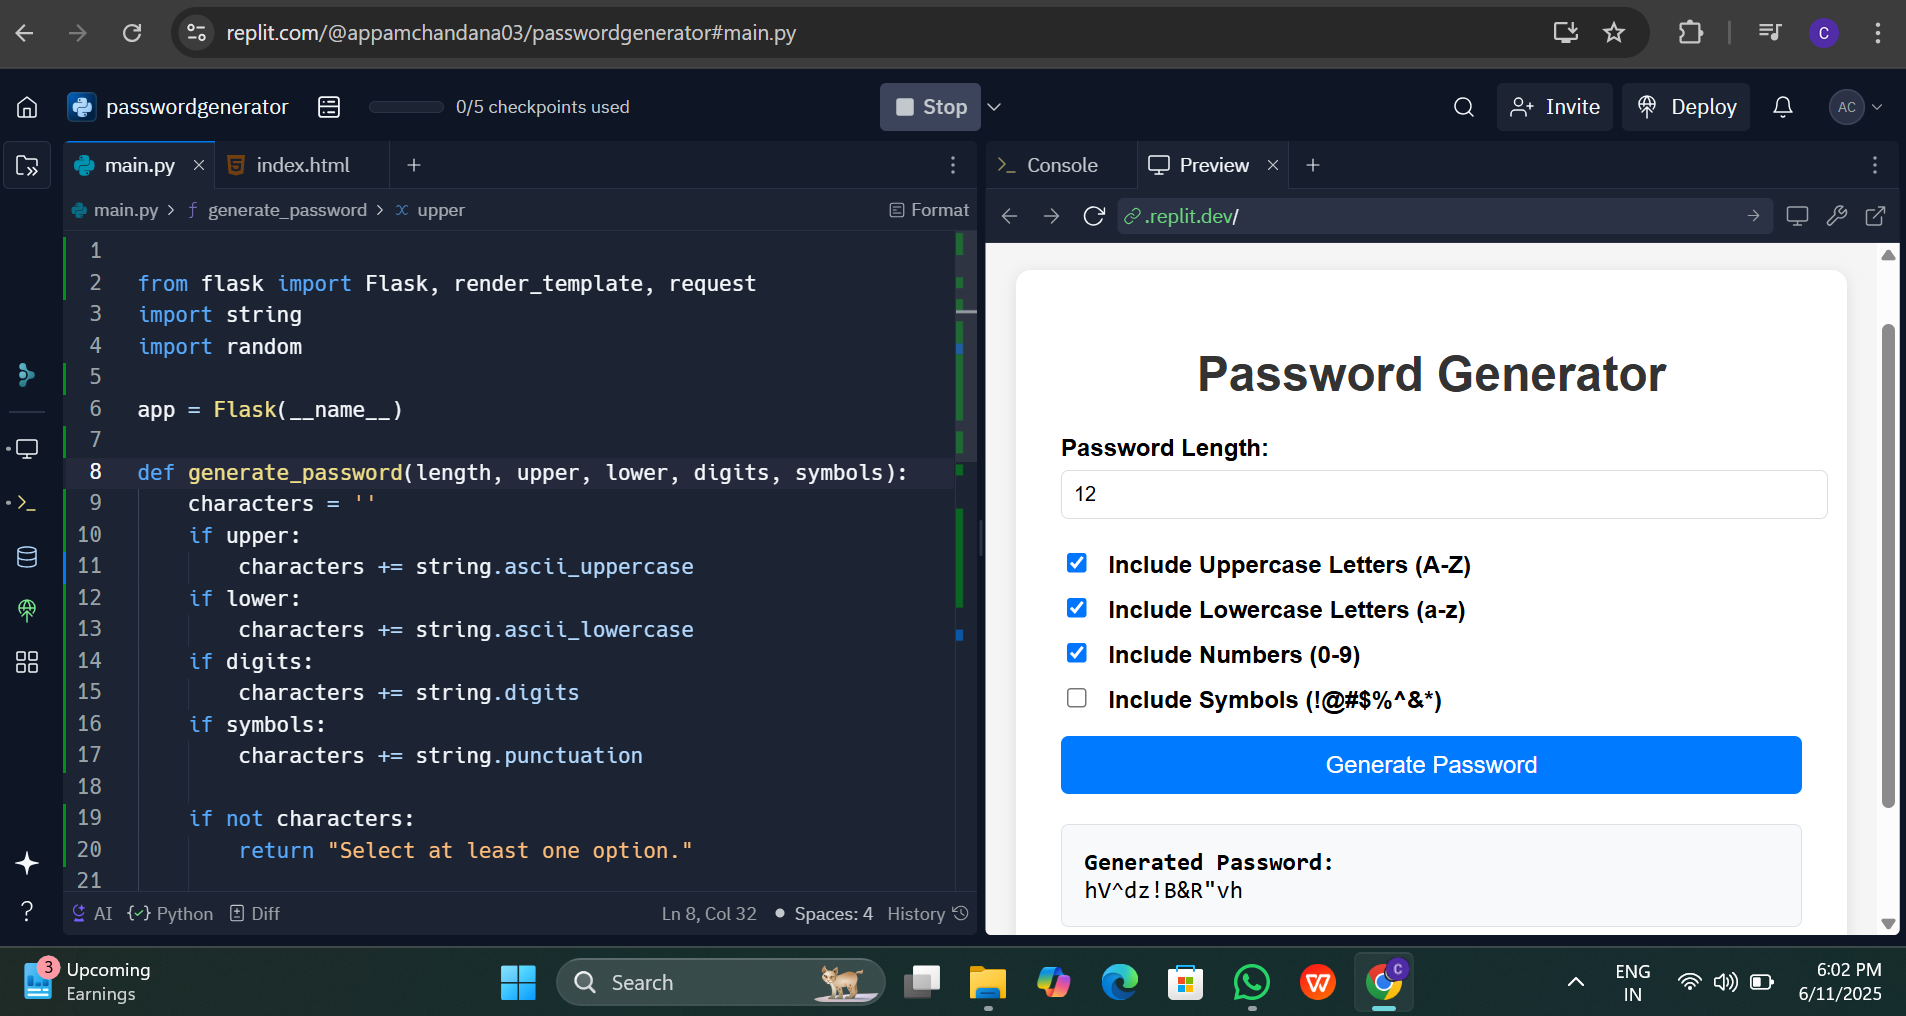 replit.com/@appamchandana03/passwordgenerator#main.py
C
passwordgenerator
0/5 checkpoints used
Stop
Invite
Deploy
AC
main.py
index.html
Console
Preview
main.py > generate_password > upper
Format
.replit.dev/
1
2 from flask import Flask, render_template, request
3 import string
4 import random
5
6 app = Flask(__name__)
7
8 def generate_password(length, upper, lower, digits, symbols):
9 characters = ''
10 if upper:
11 characters += string.ascii_uppercase
12 if lower:
13 characters += string.ascii_lowercase
14 if digits:
15 characters += string.digits
16 if symbols:
17 characters += string.punctuation
18
19 if not characters:
20 return "Select at least one option."
21
AI
Python
Diff
Ln 8, Col 32
Spaces: 4
History
Password Generator
Password Length:
12
Include Uppercase Letters (A-Z)
Include Lowercase Letters (a-z)
Include Numbers (0-9)
Include Symbols (!@#$%^&*)
Generate Password
Generated Password:
hV^dz!B&R"vh
3
Upcoming
Earnings
Search
W
C
ENG
IN
6:02 PM
6/11/2025